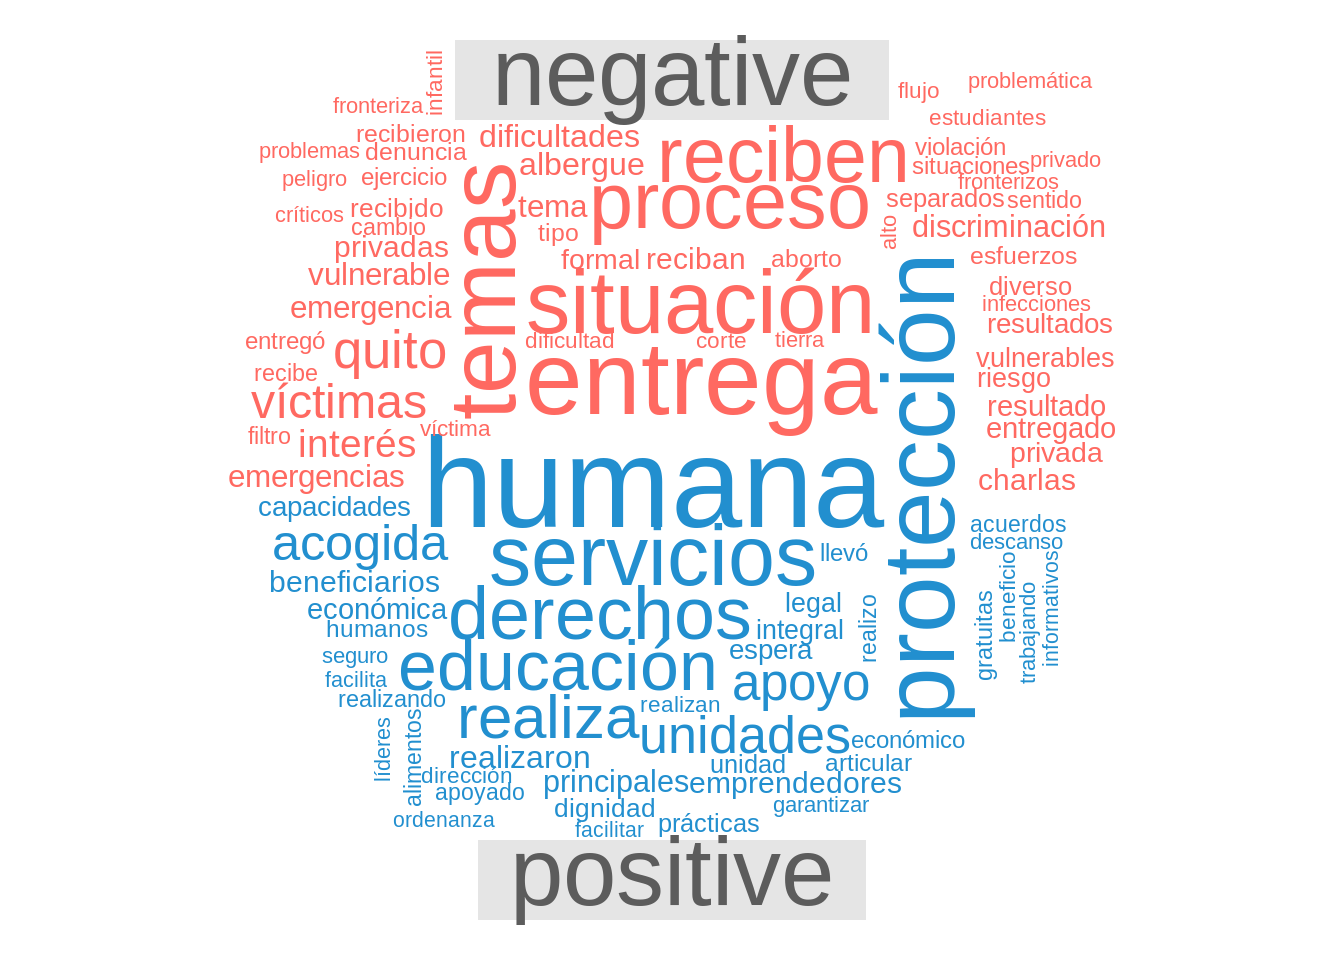 negative
infantil
fronteriza
flujo
problemática
estudiantes
recibieron
dificultades
reciben
violación
problemas
denuncia
albergue
situaciones
privado
peligro
ejercicio
temas
proceso
fronterizos
críticos
recibido
tema
separados
sentido
cambio
tipo
alto
discriminación
privadas
formal
reciban
aborto
esfuerzos
vulnerable
situación
protección
diverso
emergencia
infecciones
resultados
entregó
quito
dificultad
corte
tierra
recibe
entrega
vulnerables
riesgo
víctimas
resultado
filtro
interés
víctima
entregado
privada
emergencias
humana
charlas
capacidades
acogida
servicios
llevó
acuerdos
descanso
beneficiarios
económica
derechos
legal
humanos
integral
realizo
gratuitas
beneficio
trabajando
informativos
seguro
educación
espera
facilita
apoyo
realizando
realiza
realizan
líderes
alimentos
unidades
económico
realizaron
unidad
articular
dirección
apoyado
principales
emprendedores
ordenanza
dignidad
garantizar
facilitar
prácticas
positive